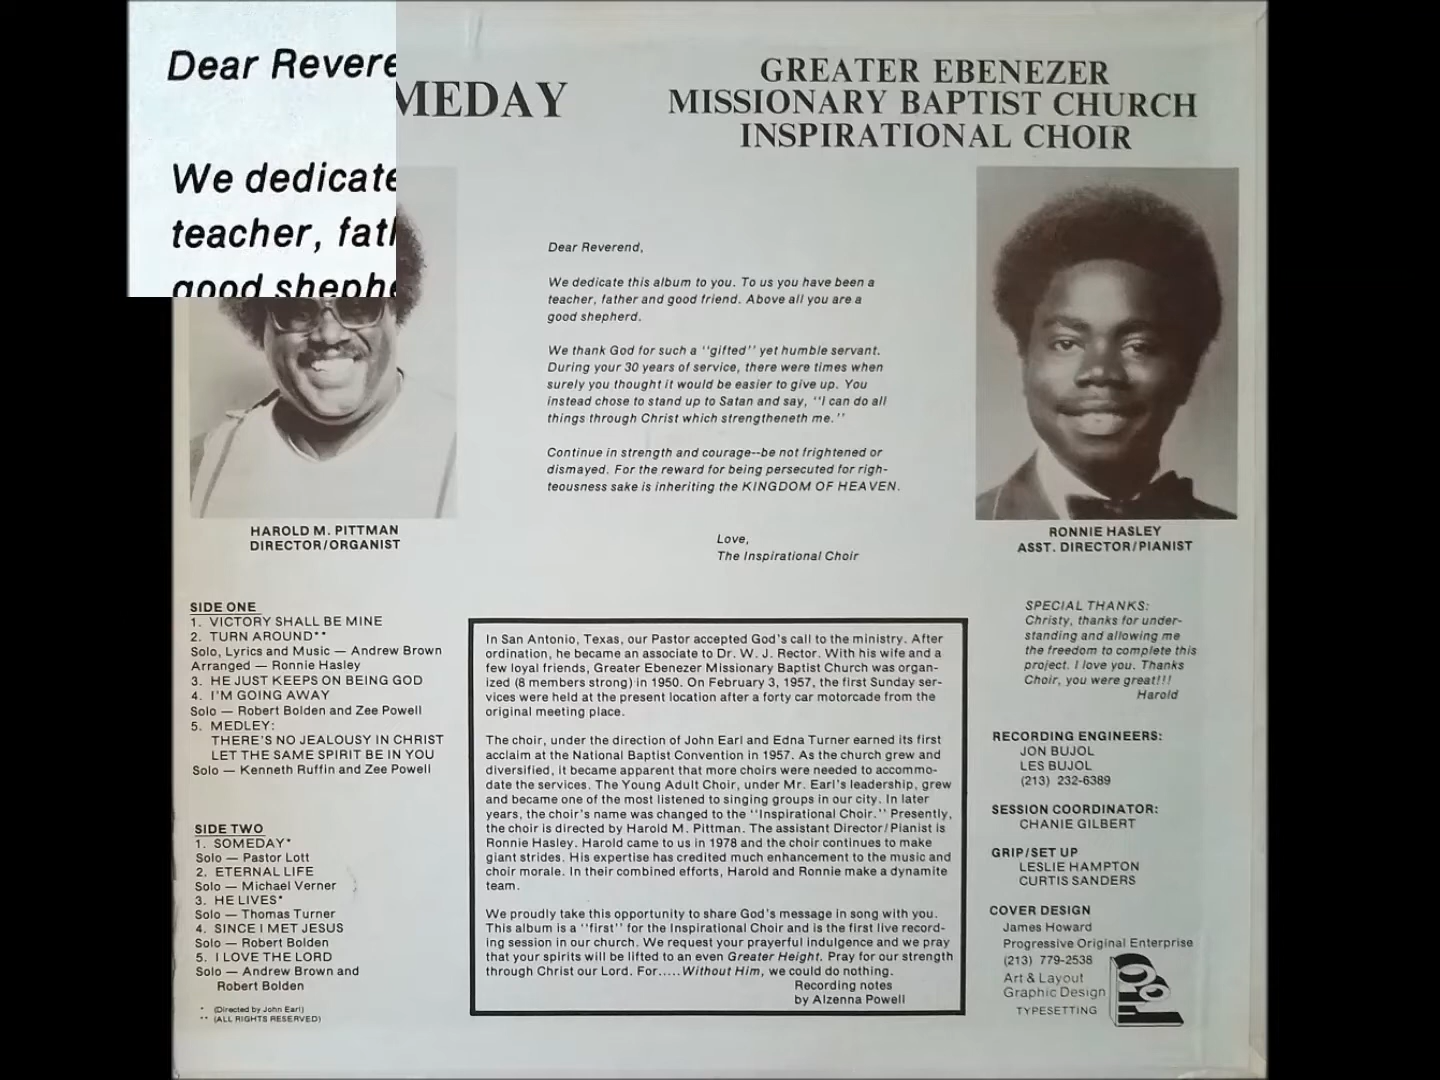 Dear Revere
We dedicate
teacher, fath
good shephe
MEDAY
GREATER EBENEZER
MISSIONARY BAPTIST CHURCH
INSPIRATIONAL CHOIR
Dear Reverend,
We dedicate this album to you. To us you have been a
teacher, father and good friend. Above all you are a
good shepherd.
We thank God for such a ''gifted'' yet humble servant.
During your 30 years of service, there were times when
surely you thought it would be easier to give up. You
instead chose to stand up to Satan and say, ''I can do all
things through Christ which strengtheneth me.''
Continue in strength and courage--be not frightened or
dismayed. For the reward for being persecuted for righ-
teousness sake is inheriting the KINGDOM OF HEAVEN.
Love,
The Inspirational Choir
HAROLD M. PITTMAN
DIRECTOR/ORGANIST
RONNIE HASLEY
ASST. DIRECTOR/PIANIST
SIDE ONE
1. VICTORY SHALL BE MINE
2. TURN AROUND**
Solo, Lyrics and Music — Andrew Brown
Arranged — Ronnie Hasley
3. HE JUST KEEPS ON BEING GOD
4. I'M GOING AWAY
Solo — Robert Bolden and Zee Powell
5. MEDLEY:
THERE'S NO JEALOUSY IN CHRIST
LET THE SAME SPIRIT BE IN YOU
Solo — Kenneth Ruffin and Zee Powell
SIDE TWO
1. SOMEDAY*
Solo — Pastor Lott
2. ETERNAL LIFE
Solo — Michael Verner
3. HE LIVES*
Solo — Thomas Turner
4. SINCE I MET JESUS
Solo — Robert Bolden
5. I LOVE THE LORD
Solo — Andrew Brown and
Robert Bolden
* (Directed by John Earl)
** (ALL RIGHTS RESERVED)
In San Antonio, Texas, our Pastor accepted God's call to the ministry. After
ordination, he became an associate to Dr. W. J. Rector. With his wife and a
few loyal friends, Greater Ebenezer Missionary Baptist Church was organ-
ized (8 members strong) in 1950. On February 3, 1957, the first Sunday ser-
vices were held at the present location after a forty car motorcade from the
original meeting place.
The choir, under the direction of John Earl and Edna Turner earned its first
acclaim at the National Baptist Convention in 1957. As the church grew and
diversified, it became apparent that more choirs were needed to accommo-
date the services. The Young Adult Choir, under Mr. Earl's leadership, grew
and became one of the most listened to singing groups in our city. In later
years, the choir's name was changed to the ''Inspirational Choir.'' Presently,
the choir is directed by Harold M. Pittman. The assistant Director/Pianist is
Ronnie Hasley. Harold came to us in 1978 and the choir continues to make
giant strides. His expertise has credited much enhancement to the music and
choir morale. In their combined efforts, Harold and Ronnie make a dynamite
team.
We proudly take this opportunity to share God's message in song with you.
This album is a ''first'' for the Inspirational Choir and is the first live record-
ing session in our church. We request your prayerful indulgence and we pray
that your spirits will be lifted to an even Greater Height. Pray for our strength
through Christ our Lord. For.....Without Him, we could do nothing.
Recording notes
by Alzenna Powell
SPECIAL THANKS:
Christy, thanks for under-
standing and allowing me
the freedom to complete this
project. I love you. Thanks
Choir, you were great!!!
Harold
RECORDING ENGINEERS:
JON BUJOL
LES BUJOL
(213) 232-6389
SESSION COORDINATOR:
CHANIE GILBERT
GRIP/SET UP
LESLIE HAMPTON
CURTIS SANDERS
COVER DESIGN
James Howard
Progressive Original Enterprise
(213) 779-2538
Art & Layout
Graphic Design
TYPESETTING